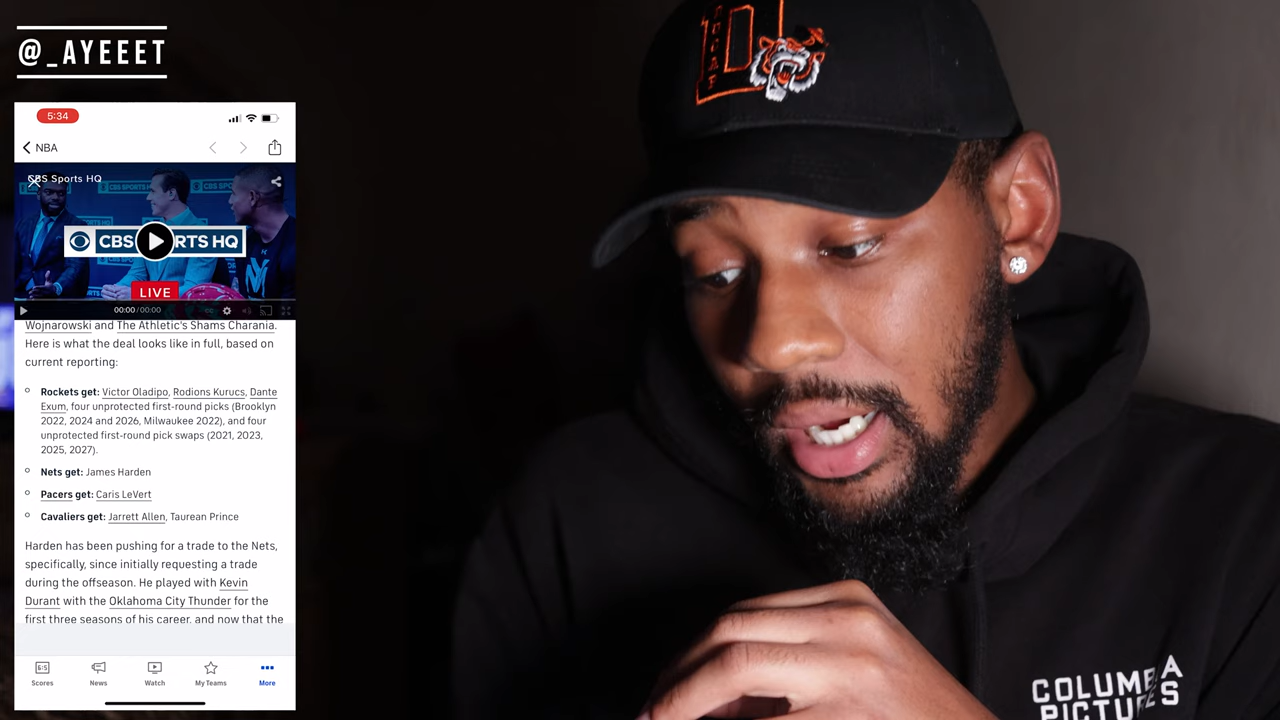 @_AYEEET
5:34
NBA
CBS Sports HQ
CBS SPORTS HQ
LIVE
00:00/00:00
Wojnarowski and The Athletic's Shams Charania.
Here is what the deal looks like in full, based on
current reporting:
Rockets get: Victor Oladipo, Rodions Kurucs, Dante
Exum, four unprotected first-round picks (Brooklyn
2022, 2024 and 2026, Milwaukee 2022), and four
unprotected first-round pick swaps (2021, 2023,
2025, 2027).
Nets get: James Harden
Pacers get: Caris LeVert
Cavaliers get: Jarrett Allen, Taurean Prince
Harden has been pushing for a trade to the Nets,
specifically, since initially requesting a trade
during the offseason. He played with Kevin
Durant with the Oklahoma City Thunder for the
first three seasons of his career, and now that the
Scores
News
Watch
My Teams
More
D
COLUMBIA
PICTURES